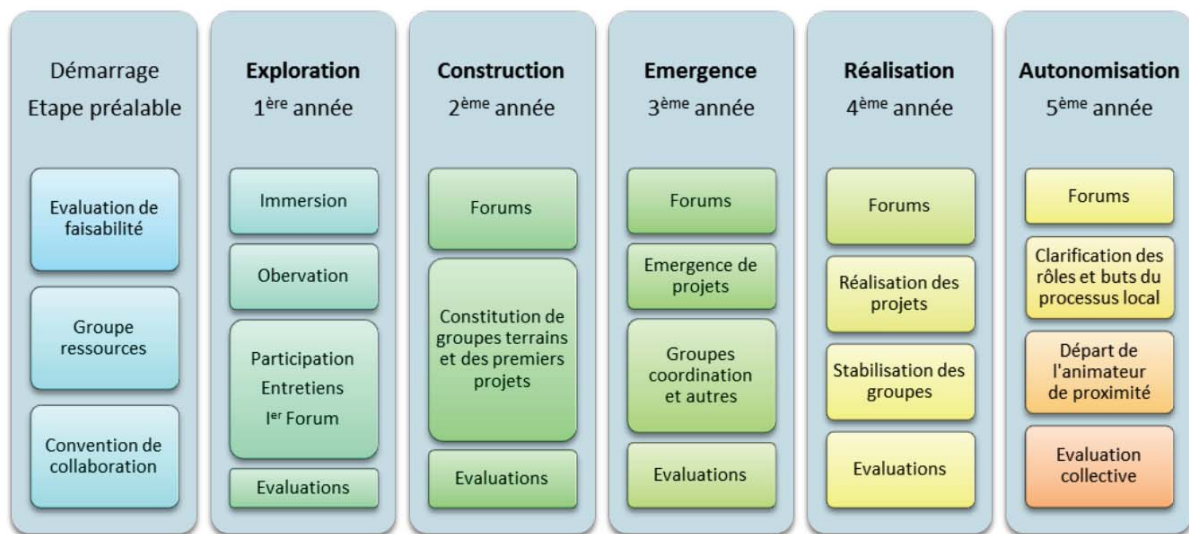 Démarrage
Etape préalable
Evaluation de
faisabilité
Groupe
ressources
Convention de
collaboration
Exploration
1ère année
Immersion
Obervation
Participation
Entretiens
Ier Forum
Evaluations
Construction
2ème année
Forums
Constitution de
groupes terrains
et des premiers
projets
Evaluations
Emergence
3ème année
Forums
Emergence de
projets
Groupes
coordination
et autres
Evaluations
Réalisation
4ème année
Forums
Réalisation des
projets
Stabilisation des
groupes
Evaluations
Autonomisation
5ème année
Forums
Clarification des
rôles et buts du
processus local
Départ de
l'animateur
de proximité
Evaluation
collective